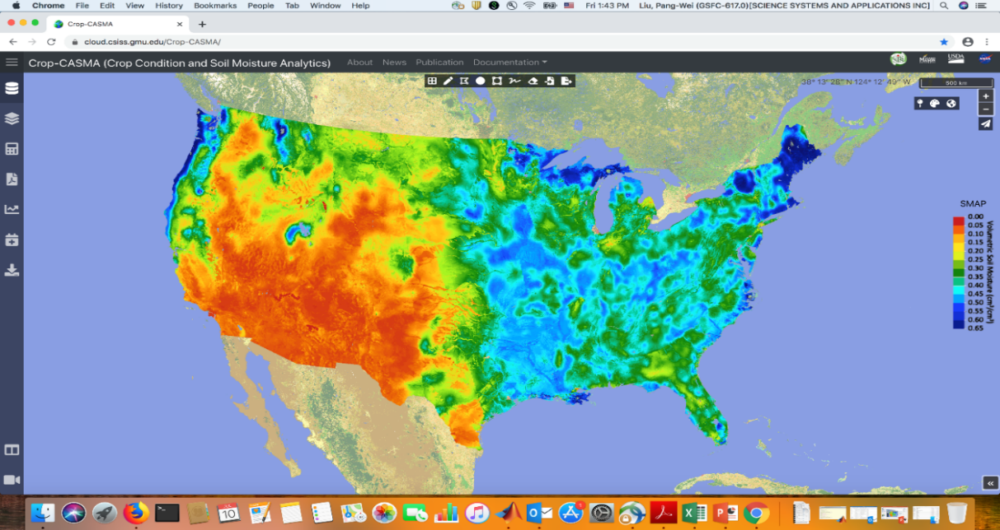 Chrome File Edit View History Bookmarks People Tab Window Help Fri 1:43 PM Liu, Pang-Wei (GSFC-617.0)[SCIENCE SYSTEMS AND APPLICATIONS INC]
Crop-CASMA
cloud.csiss.gmu.edu/Crop-CASMA/
Crop-CASMA (Crop Condition and Soil Moisture Analytics) About News Publication Documentation
USDA
38° 13' 28" N 124° 12' 49" W
500 km
SMAP
0.00
0.05
0.10
0.15
0.20
0.25
0.30
0.35
0.40
0.45
0.50
0.55
0.60
0.65
Volumetric Soil Moisture (cm³/cm³)
10